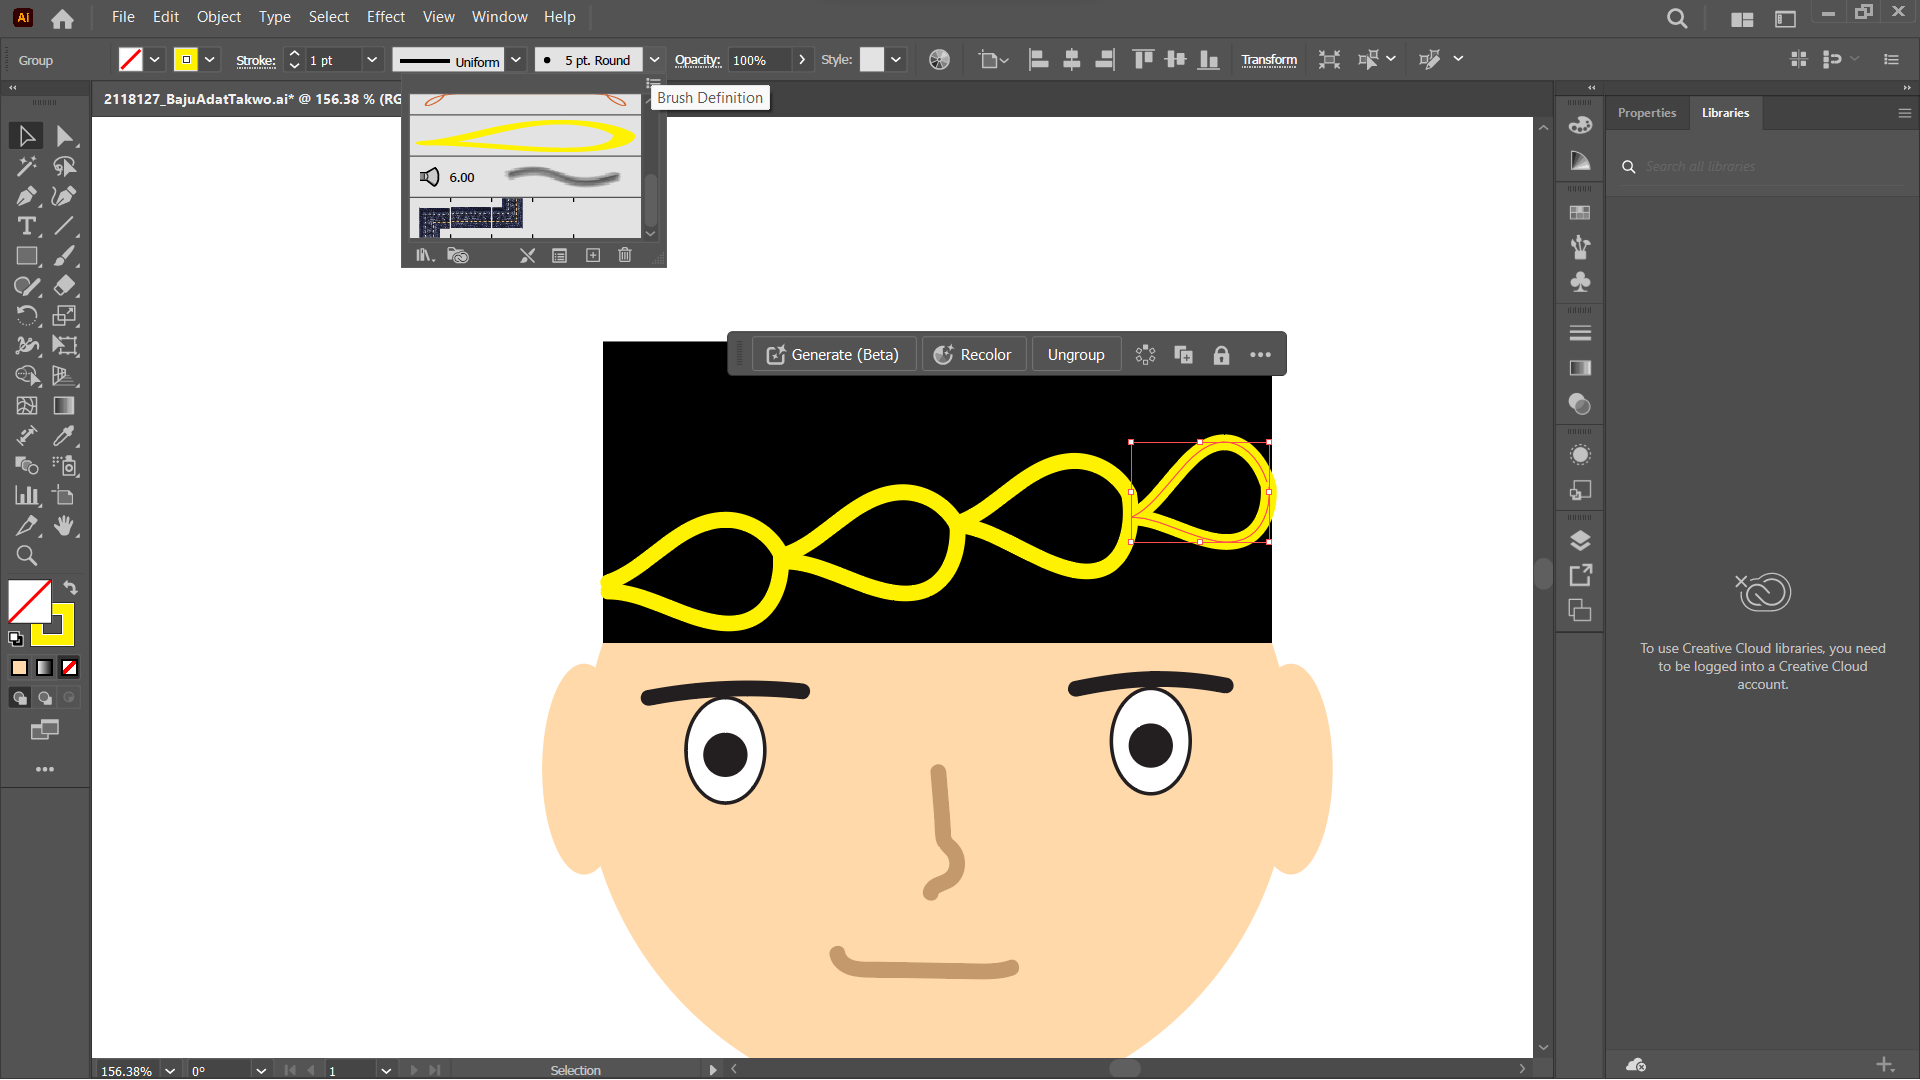 Ai File Edit Object Type Select Effect View Window Help
Group Stroke: 1 pt Uniform 5 pt. Round Opacity: 100% Style: Transform
2118127_BajuAdatTakwo.ai* @ 156.38 % (RG
Brush Definition
Properties Libraries
Search all libraries
6.00
Generate (Beta) Recolor Ungroup
To use Creative Cloud libraries, you need
to be logged into a Creative Cloud
account.
156.38% 0° 1 Selection